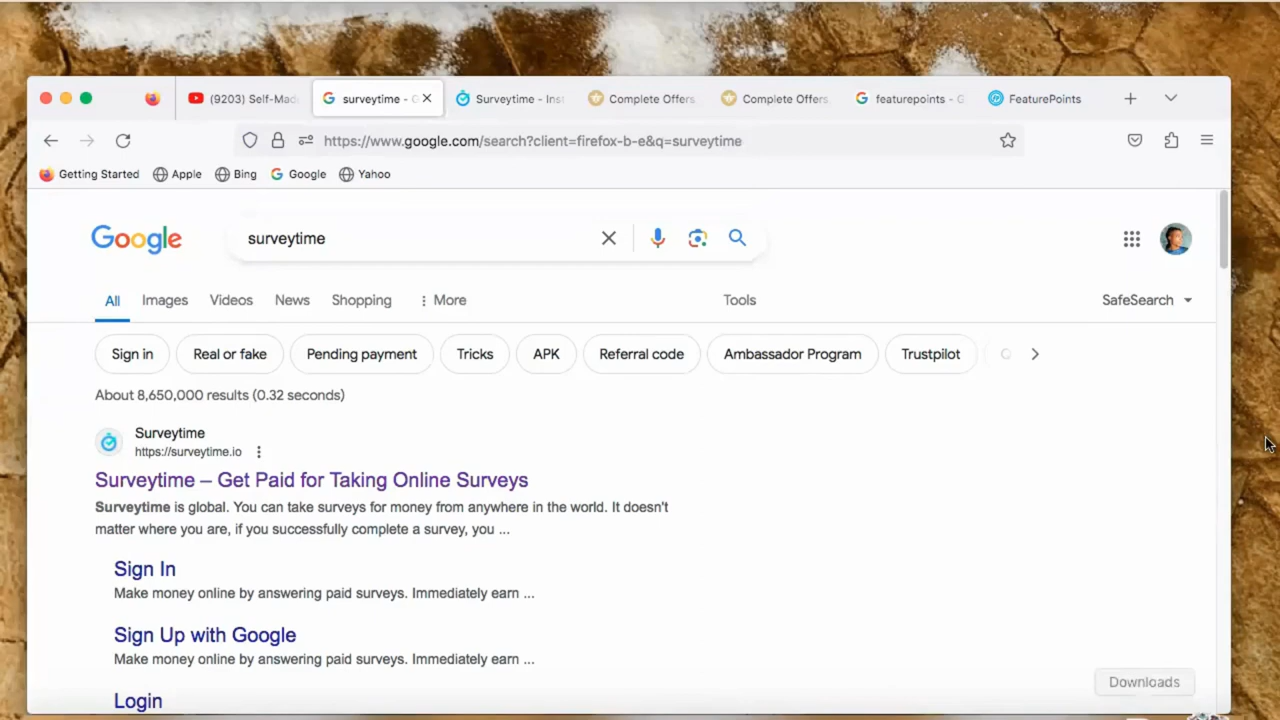 (9203) Self-Mad
surveytime - G
Surveytime - Inst
Complete Offers
Complete Offers
featurepoints - G
FeaturePoints
https://www.google.com/search?client=firefox-b-e&q=surveytime
Getting Started
Apple
Bing
Google
Yahoo
Google
surveytime
All
Images
Videos
News
Shopping
More
Tools
SafeSearch
Sign in
Real or fake
Pending payment
Tricks
APK
Referral code
Ambassador Program
Trustpilot
About 8,650,000 results (0.32 seconds)
Surveytime
https://surveytime.io
Surveytime – Get Paid for Taking Online Surveys
Surveytime is global. You can take surveys for money from anywhere in the world. It doesn't
matter where you are, if you successfully complete a survey, you ...
Sign In
Make money online by answering paid surveys. Immediately earn ...
Sign Up with Google
Make money online by answering paid surveys. Immediately earn ...
Login
Downloads